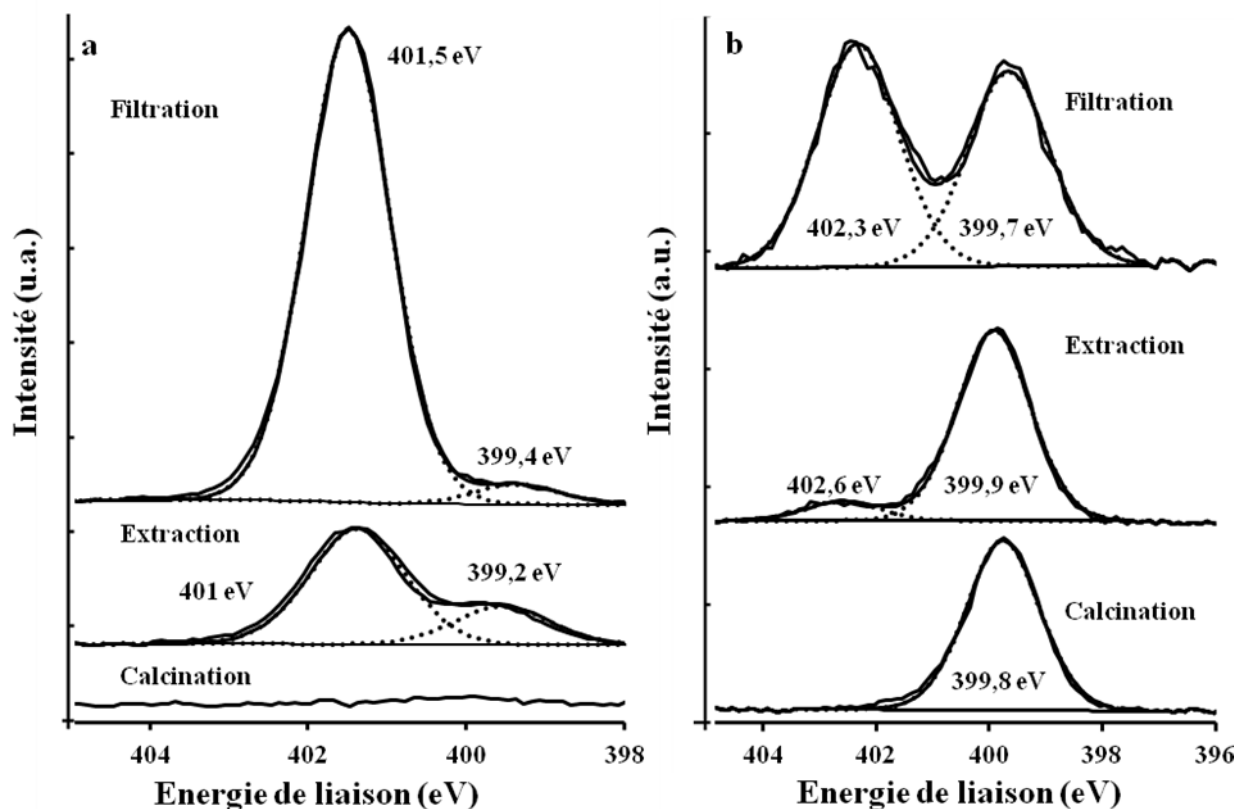 a
401,5 eV
Filtration
399,4 eV
Extraction
401 eV
399,2 eV
Calcination
404
402
400
398
Energie de liaison (eV)
Intensité (u.a.)
b
Filtration
402,3 eV
399,7 eV
Extraction
402,6 eV
399,9 eV
Calcination
399,8 eV
404
402
400
398
396
Energie de liaison (eV)
Intensité (a.u.)